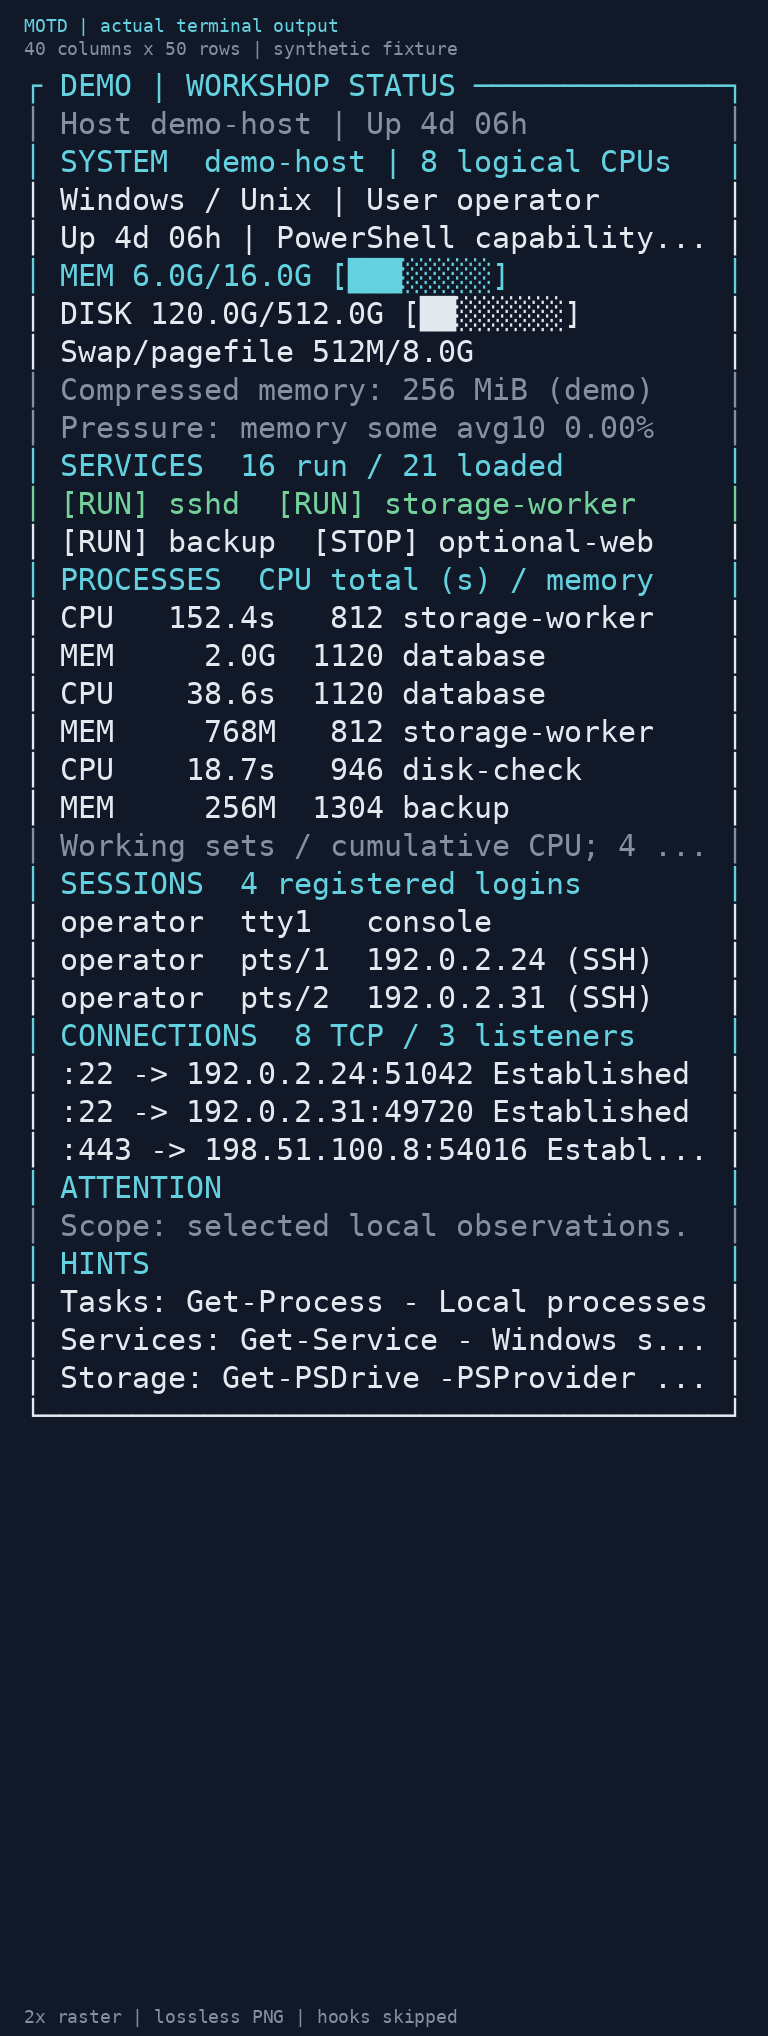 MOTD | actual terminal output
40 columns x 50 rows | synthetic fixture
DEMO | WORKSHOP STATUS
Host demo-host | Up 4d 06h
SYSTEM  demo-host | 8 logical CPUs
Windows / Unix | User operator
Up 4d 06h | PowerShell capability...
MEM 6.0G/16.0G [███░░░░░]
DISK 120.0G/512.0G [██░░░░░░]
Swap/pagefile 512M/8.0G
Compressed memory: 256 MiB (demo)
Pressure: memory some avg10 0.00%
SERVICES  16 run / 21 loaded
[RUN] sshd  [RUN] storage-worker
[RUN] backup  [STOP] optional-web
PROCESSES  CPU total (s) / memory
CPU   152.4s   812 storage-worker
MEM     2.0G  1120 database
CPU    38.6s  1120 database
MEM     768M   812 storage-worker
CPU    18.7s   946 disk-check
MEM     256M  1304 backup
Working sets / cumulative CPU; 4 ...
SESSIONS  4 registered logins
operator  tty1   console
operator  pts/1  192.0.2.24 (SSH)
operator  pts/2  192.0.2.31 (SSH)
CONNECTIONS  8 TCP / 3 listeners
:22 -> 192.0.2.24:51042 Established
:22 -> 192.0.2.31:49720 Established
:443 -> 198.51.100.8:54016 Establ...
ATTENTION
Scope: selected local observations.
HINTS
Tasks: Get-Process - Local processes
Services: Get-Service - Windows s...
Storage: Get-PSDrive -PSProvider ...
2x raster | lossless PNG | hooks skipped